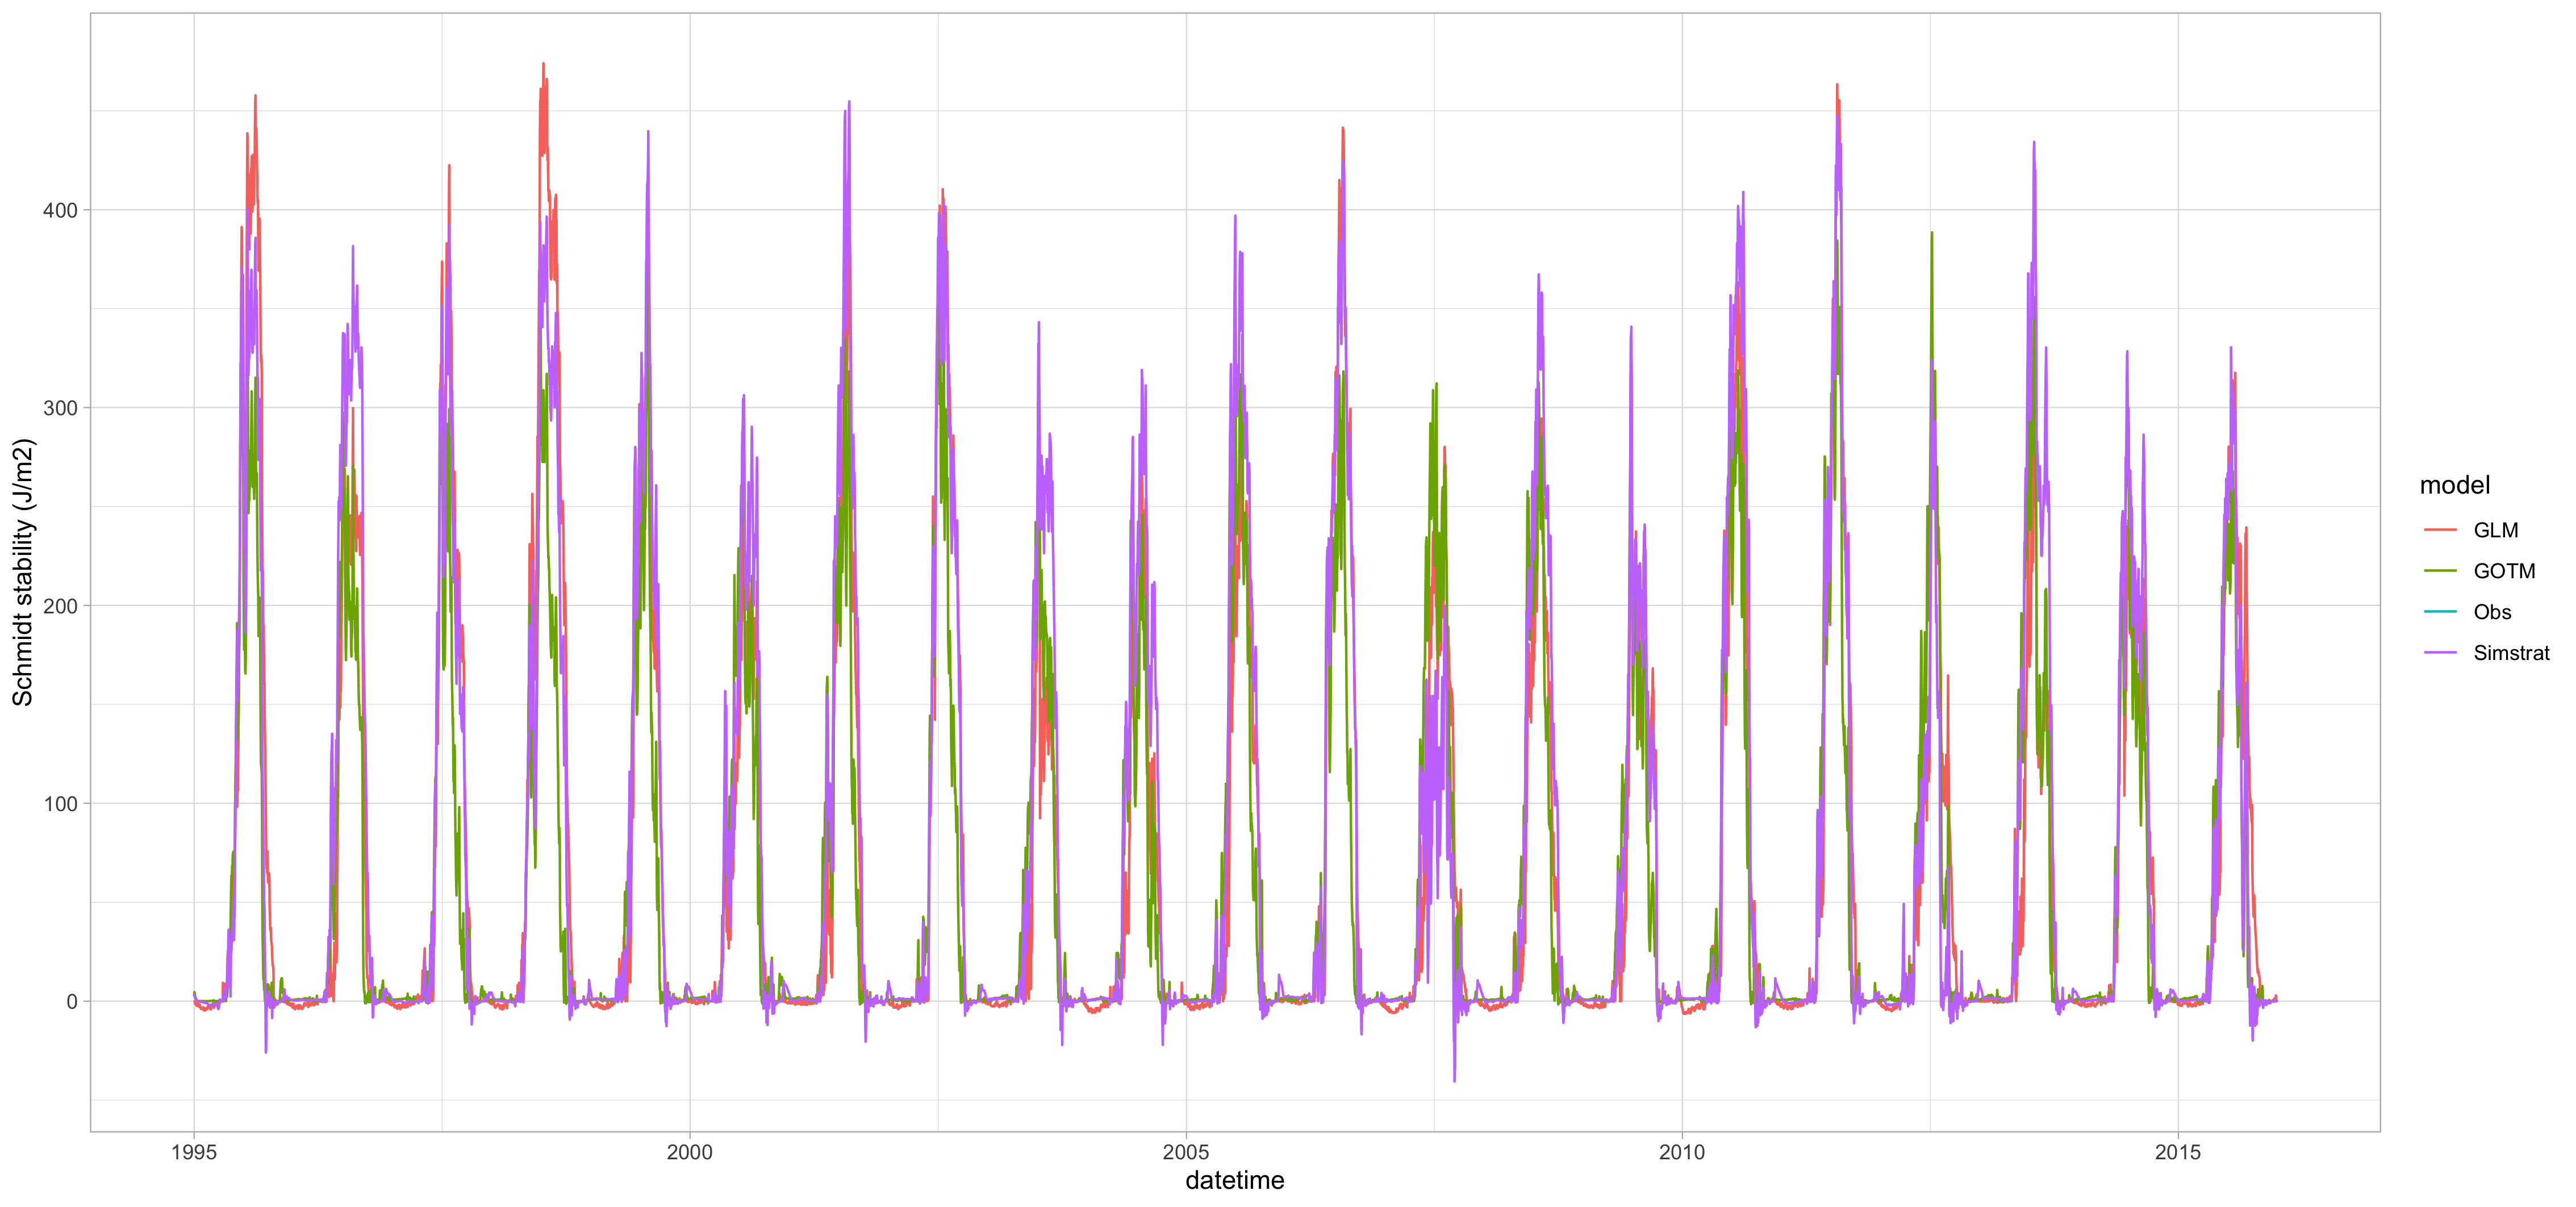 Schmidt stability (J/m2)
400
300
200
100
0
1995
2000
2005
2010
2015
datetime
model
GLM
GOTM
Obs
Simstrat